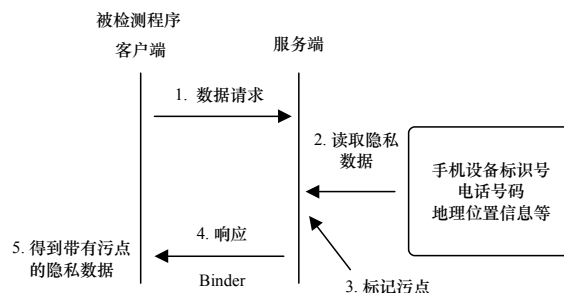 被检测程序
客户端
服务端
1. 数据请求
2. 读取隐私
数据
手机设备标识号
电话号码
地理位置信息等
4. 响应
5. 得到带有污点
的隐私数据
Binder
3. 标记污点